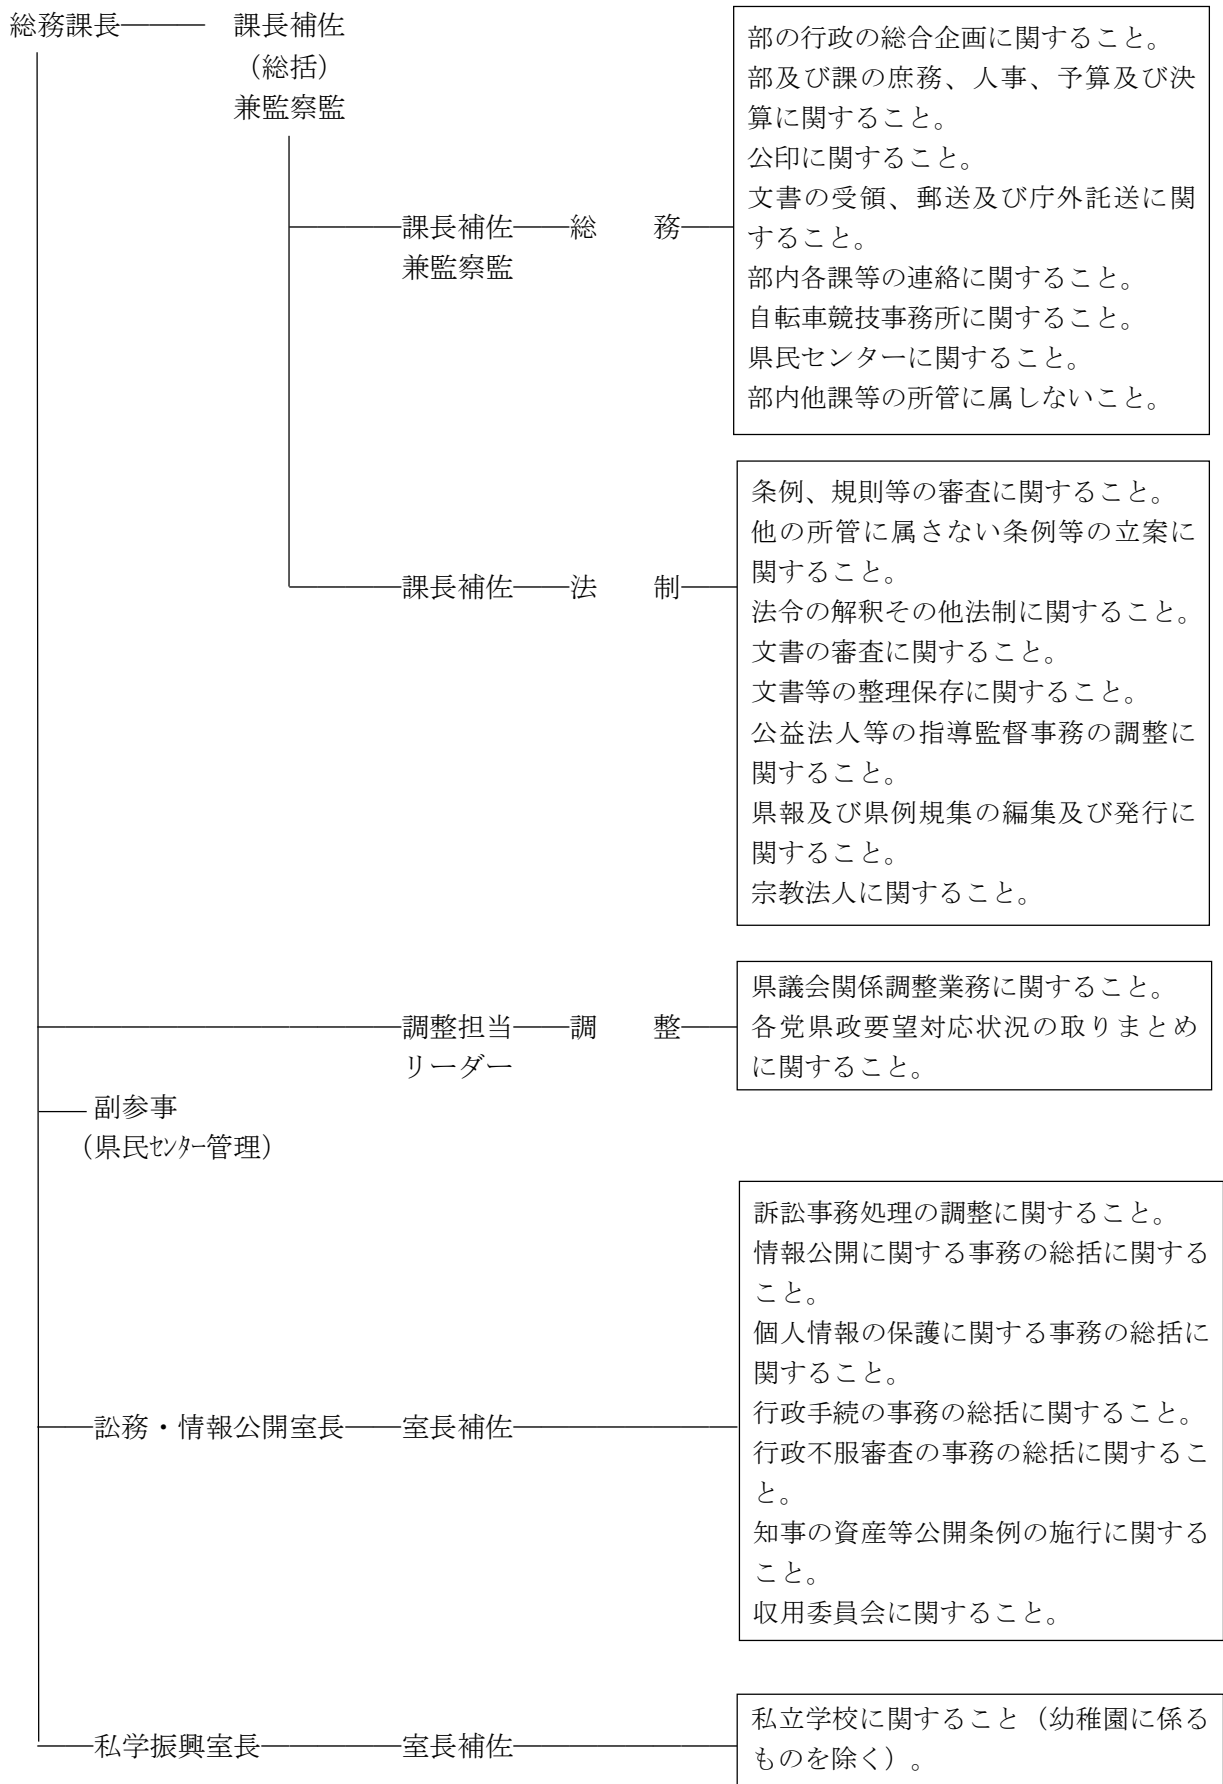 総務課長
課長補佐
(総括)
兼監察監
課長補佐
兼監察監
総　務
部の行政の総合企画に関すること。
部及び課の庶務、人事、予算及び決
算に関すること。
公印に関すること。
文書の受領、郵送及び庁外託送に関
すること。
部内各課等の連絡に関すること。
自転車競技事務所に関すること。
県民センターに関すること。
部内他課等の所管に属しないこと。
課長補佐
法　制
条例、規則等の審査に関すること。
他の所管に属さない条例等の立案に
関すること。
法令の解釈その他法制に関すること。
文書の審査に関すること。
文書等の整理保存に関すること。
公益法人等の指導監督事務の調整に
関すること。
県報及び県例規集の編集及び発行に
関すること。
宗教法人に関すること。
調整担当
リーダー
調　整
県議会関係調整業務に関すること。
各党県政要望対応状況の取りまとめ
に関すること。
副参事
(県民ｾﾝﾀｰ管理)
訟務・情報公開室長
室長補佐
訴訟事務処理の調整に関すること。
情報公開に関する事務の総括に関する
こと。
個人情報の保護に関する事務の総括に
関すること。
行政手続の事務の総括に関すること。
行政不服審査の事務の総括に関するこ
と。
知事の資産等公開条例の施行に関する
こと。
収用委員会に関すること。
私学振興室長
室長補佐
私立学校に関すること（幼稚園に係る
ものを除く）。